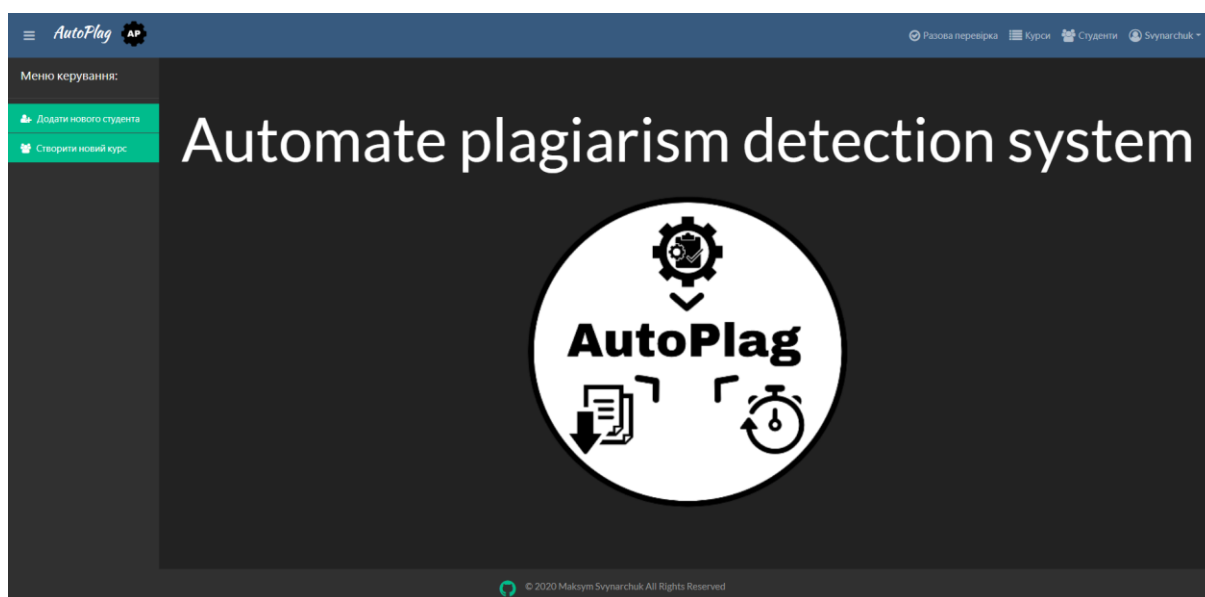 AutoPlag AP
Разова перевірка Курси Студенти Svynarchuk
Меню керування:
Додати нового студента
Створити новий курс
Automate plagiarism detection system
AutoPlag
© 2020 Maksym Svynarchuk All Rights Reserved